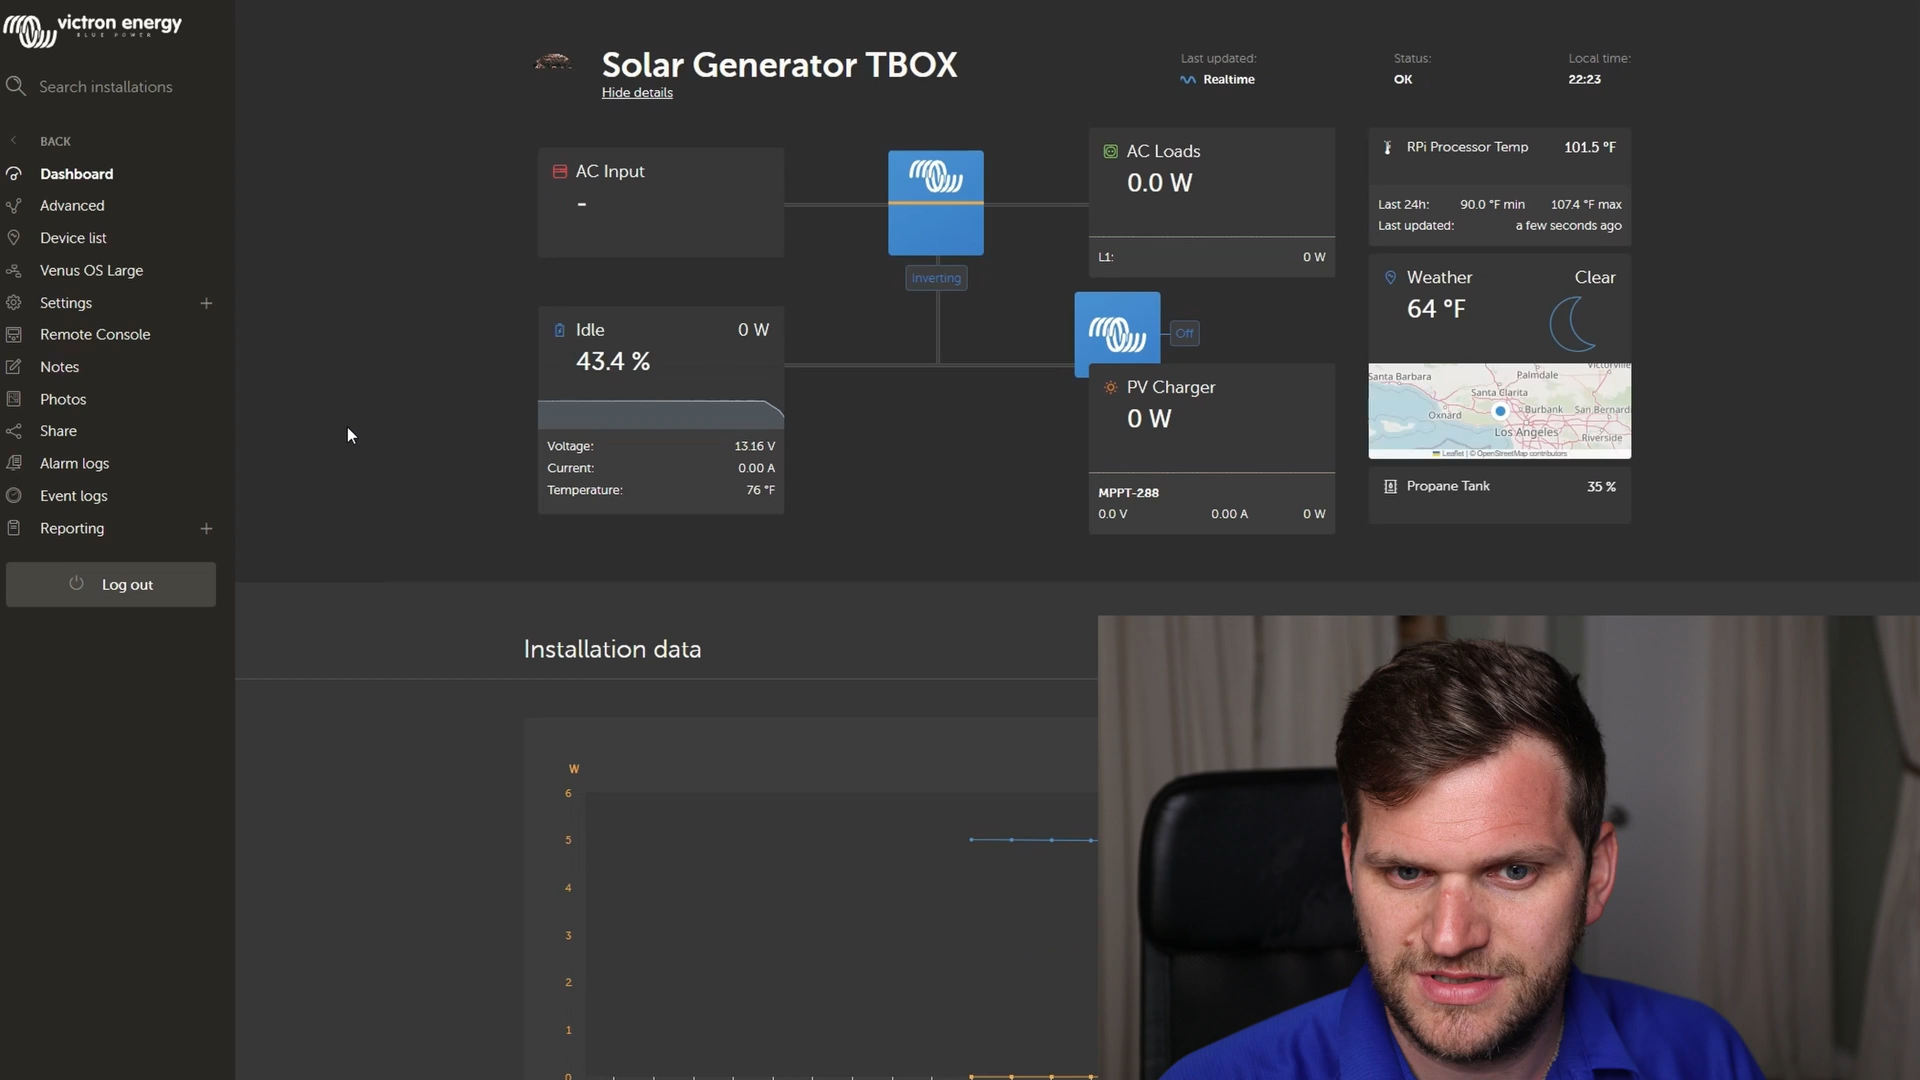 victron energy
BLUE POWER
Search installations
BACK
Dashboard
Advanced
Device list
Venus OS Large
Settings
Remote Console
Notes
Photos
Share
Alarm logs
Event logs
Reporting
Log out
Solar Generator TBOX
Hide details
Last updated:
Realtime
Status:
OK
Local time:
22:23
AC Input
-
Inverting
AC Loads
0.0 W
L1: 0 W
Idle 0 W
43.4 %
Voltage: 13.16 V
Current: 0.00 A
Temperature: 76 °F
Off
PV Charger
0 W
MPPT-288
0.0 V 0.00 A 0 W
RPi Processor Temp 101.5 °F
Last 24h: 90.0 °F min 107.4 °F max
Last updated: a few seconds ago
Weather Clear
64 °F
Santa Barbara
Palmdale
Victorville
Santa Clarita
Oxnard
Burbank
San Bernard
Los Angeles
Riverside
Leaflet | © OpenStreetMap contributors
Propane Tank 35 %
Installation data
W
6
5
4
3
2
1
0